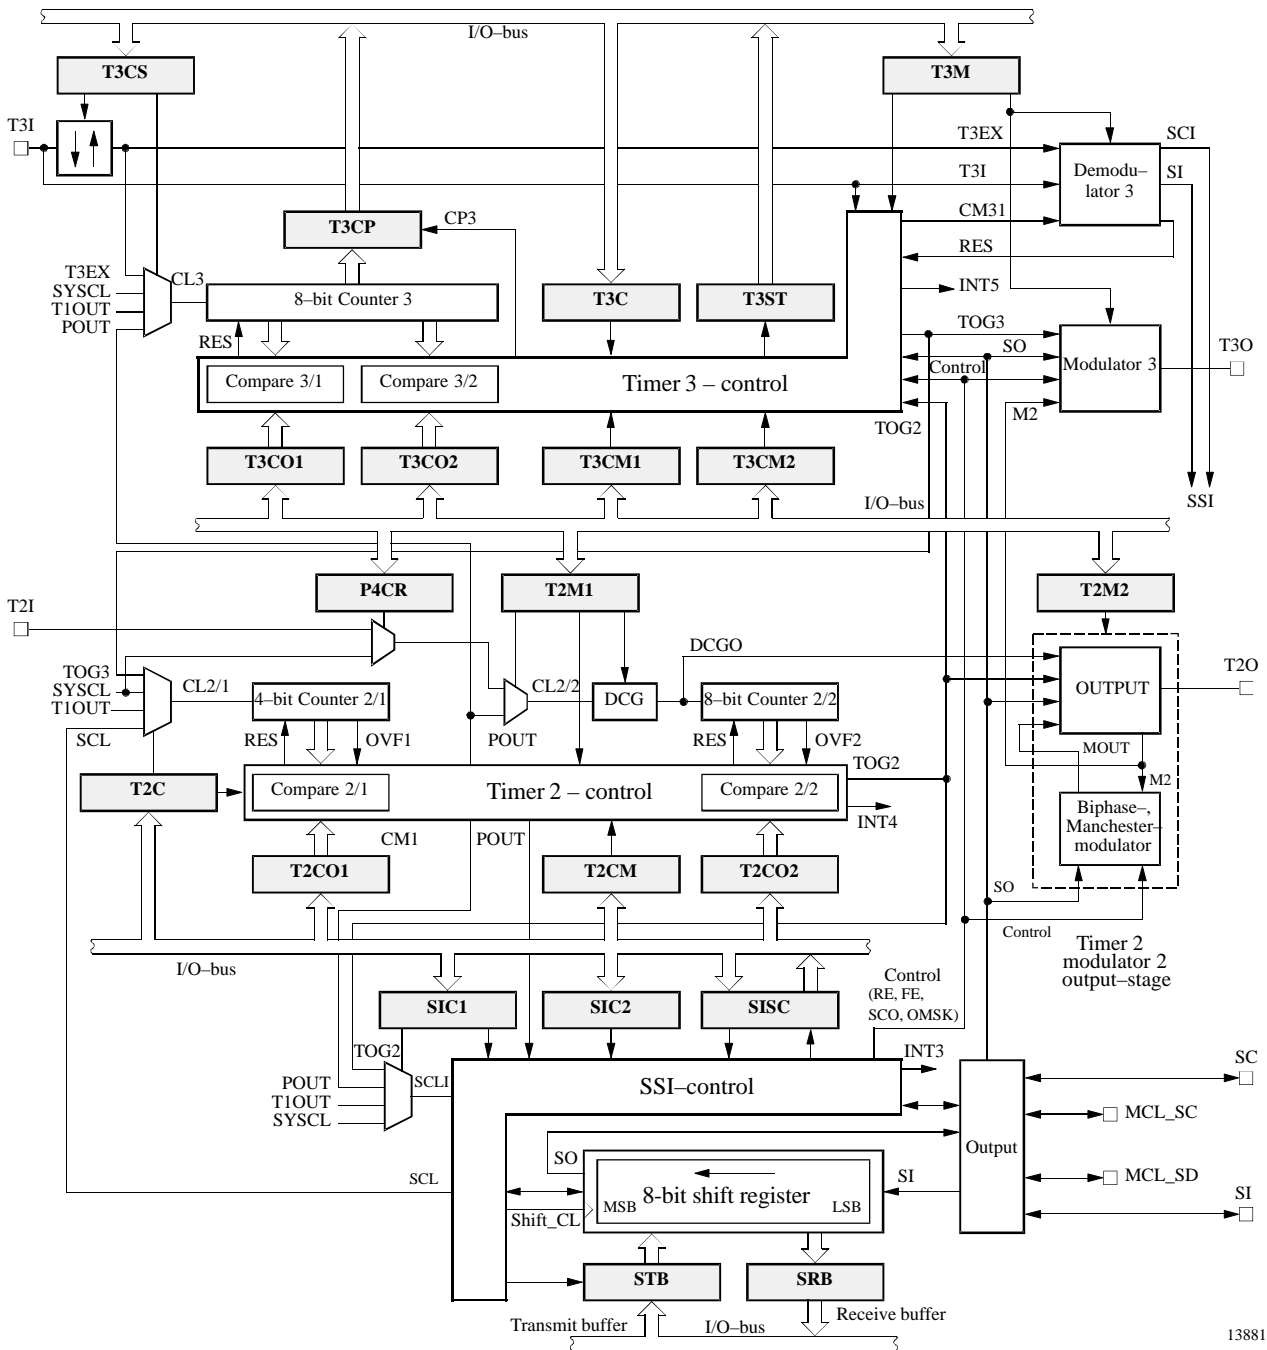 I/O–bus
T3CS
T3M
T3I
T3EX
SCI
Demodu–
lator 3
T3I
SI
T3CP
CP3
CM31
RES
T3EX
SYSCL
T1OUT
POUT
CL3
8–bit Counter 3
T3C
T3ST
INT5
RES
TOG3
SO
Control
M2
Modulator 3
T3O
Compare 3/1
Compare 3/2
Timer 3 – control
TOG2
T3CO1
T3CO2
T3CM1
T3CM2
I/O–bus
SSI
P4CR
T2M1
T2M2
T2I
DCGO
TOG3
SYSCL
T1OUT
SCL
CL2/1
4–bit Counter 2/1
CL2/2
DCG
8–bit Counter 2/2
OUTPUT
T2O
RES
OVF1
POUT
RES
OVF2
MOUT
TOG2
M2
T2C
Compare 2/1
Timer 2 – control
Compare 2/2
INT4
Biphase–,
Manchester–
modulator
CM1
POUT
T2CO1
T2CM
T2CO2
SO
Control
Timer 2
modulator 2
output–stage
I/O–bus
Control
(RE, FE,
SCO, OMSK)
SIC1
SIC2
SISC
TOG2
POUT
T1OUT
SYSCL
SCLI
SSI–control
INT3
SC
MCL_SC
Output
SO
SI
MCL_SD
SCL
8-bit shift register
MSB
LSB
Shift_CL
SI
STB
SRB
Transmit buffer
I/O–bus
Receive buffer
13881